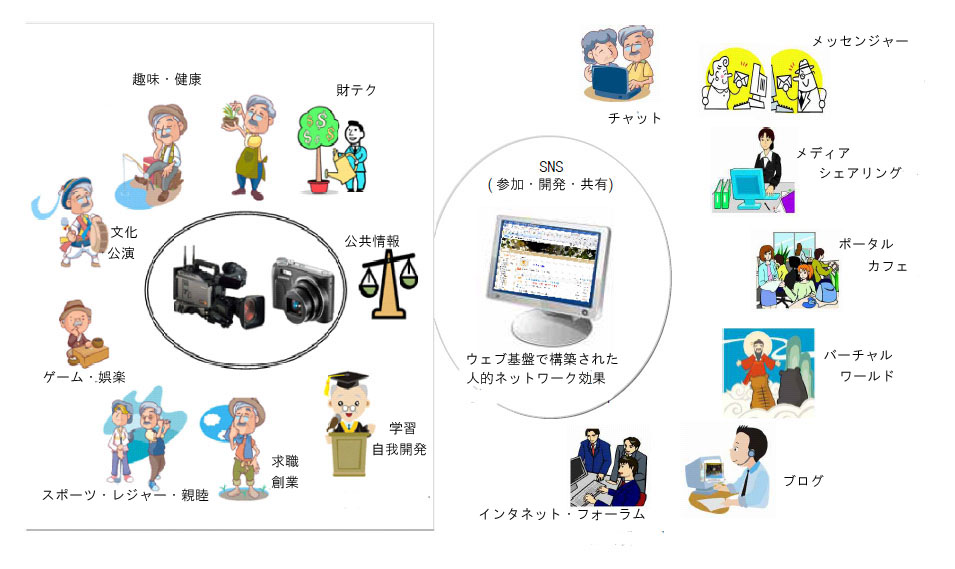 趣味・健康
財テク
文化
公演
公共情報
ゲーム・娯楽
学習
自我開発
求職
創業
スポーツ・レジャー・親睦
SNS
(参加・開発・共有)
ウェブ基盤で構築された
人的ネットワーク効果
チャット
メッセンジャー
メディア
シェアリング
ポータル
カフェ
バーチャル
ワールド
ブログ
インタネット・フォーラム